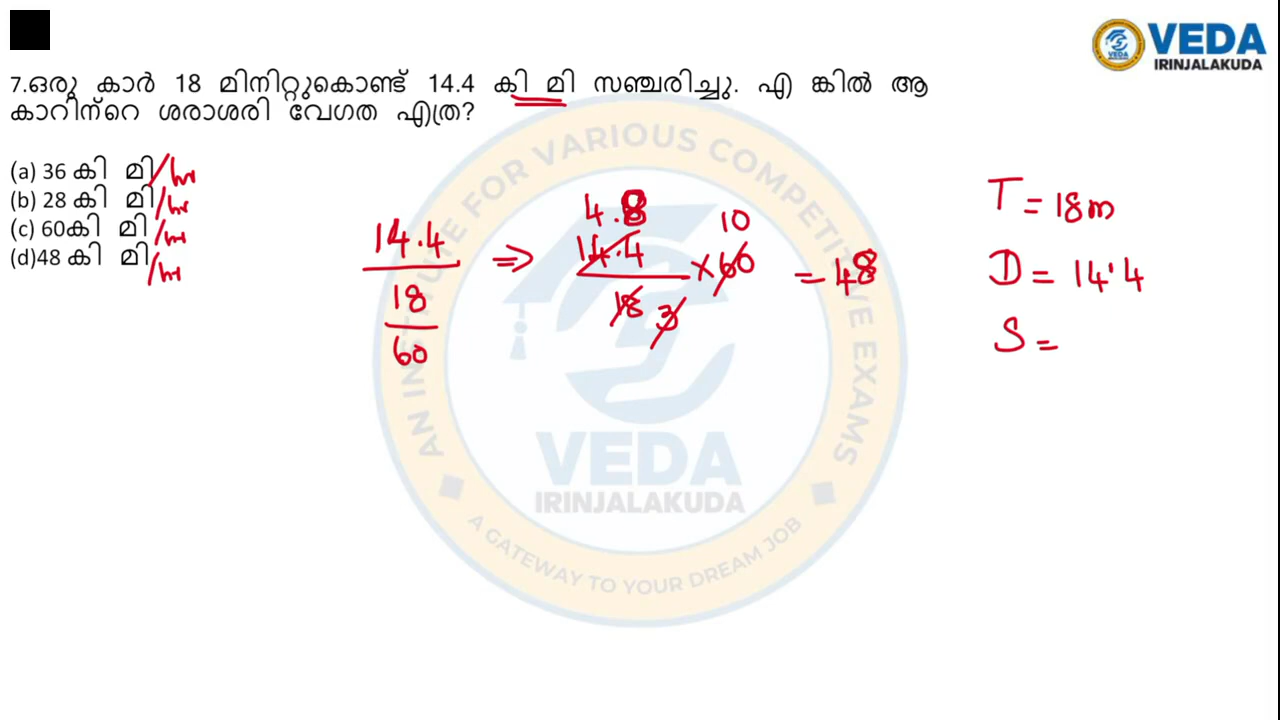 VEDA
IRINJALAKUDA
7.ഒരു കാർ 18 മിനിറ്റുകൊണ്ട് 14.4 കി മി സഞ്ചരിച്ചു. എ ങ്കിൽ ആ
കാറിന്റെ ശരാശരി വേഗത എത്ര?
(a) 36 കി മി/hr
(b) 28 കി മി/hr
(c) 60കി മി/hr
(d)48 കി മി/hr
14.4
18
60
⇒
4.8
14.4
18 3
10
×60
= 48
T = 18m
D = 14.4
S =
AN INSTITUTE FOR VARIOUS COMPETITIVE EXAMS
VEDA
IRINJALAKUDA
A GATEWAY TO YOUR DREAM JOB